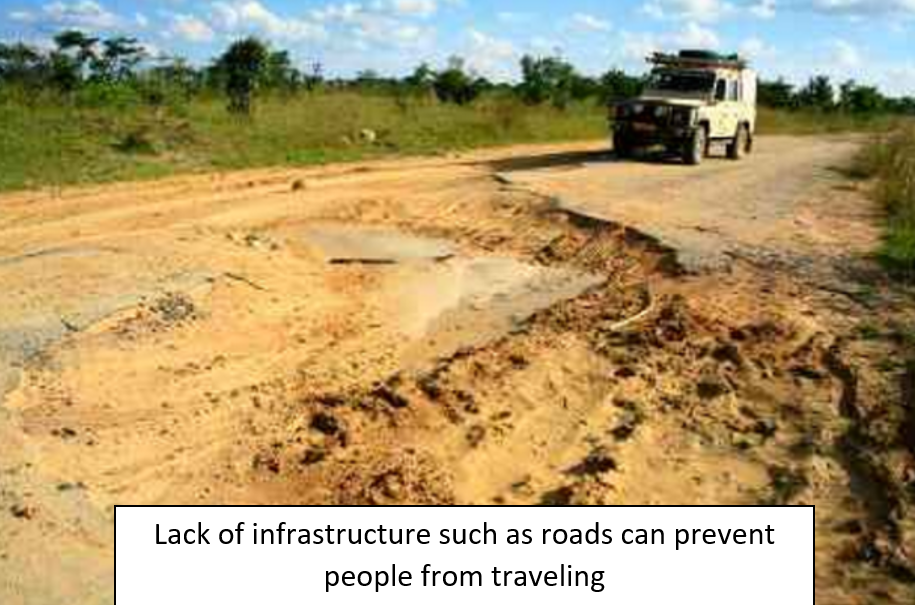 Lack of infrastructure such as roads can prevent
people from traveling